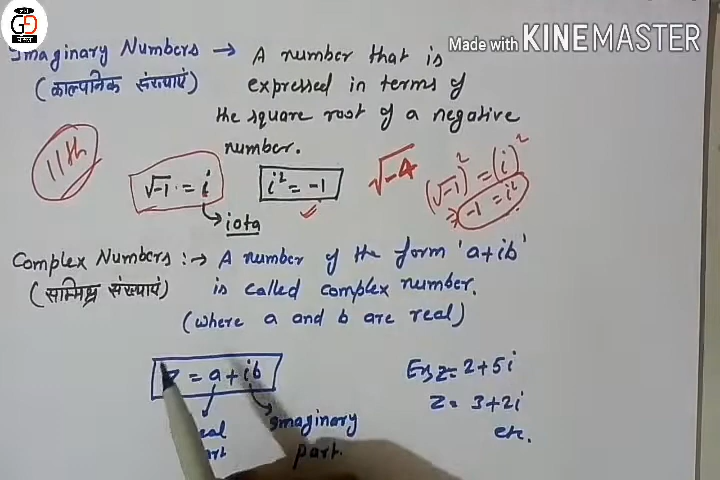 Made with KINEMASTER
Imaginary Numbers → A number that is
(काल्पनिक संख्याएं) expressed in terms of
the square root of a negative
number.
11th
√-1 = i
i² = -1
√-4
(√-1)² = (i)²
⇒ -1 = i²
iota
Complex Numbers :→ A number of the form 'a+ib'
(सम्मिश्र संख्याएं) is called complex number.
(where a and b are real)
= a + ib
Imaginary
part.
Ex z = 2 + 5i
z = 3 + 2i
etc.